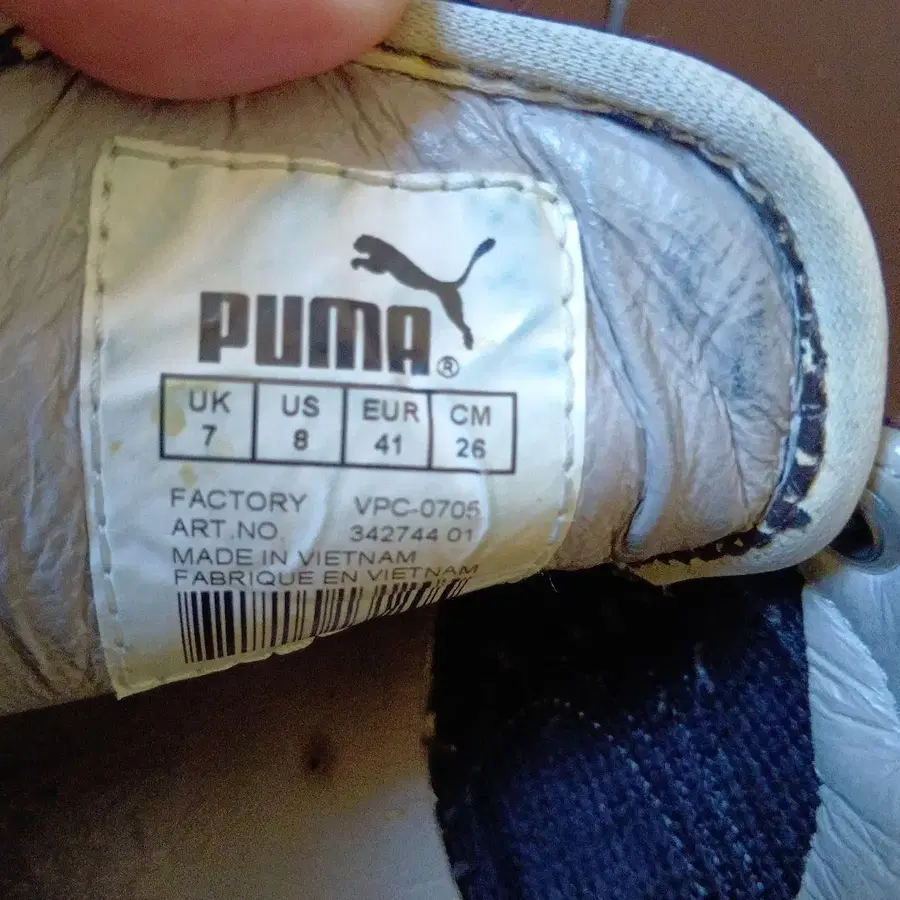 PUMA®
UK US EUR CM
7 8 41 26
FACTORY VPC-0705
ART.NO. 342744 01
MADE IN VIETNAM
FABRIQUE EN VIETNAM